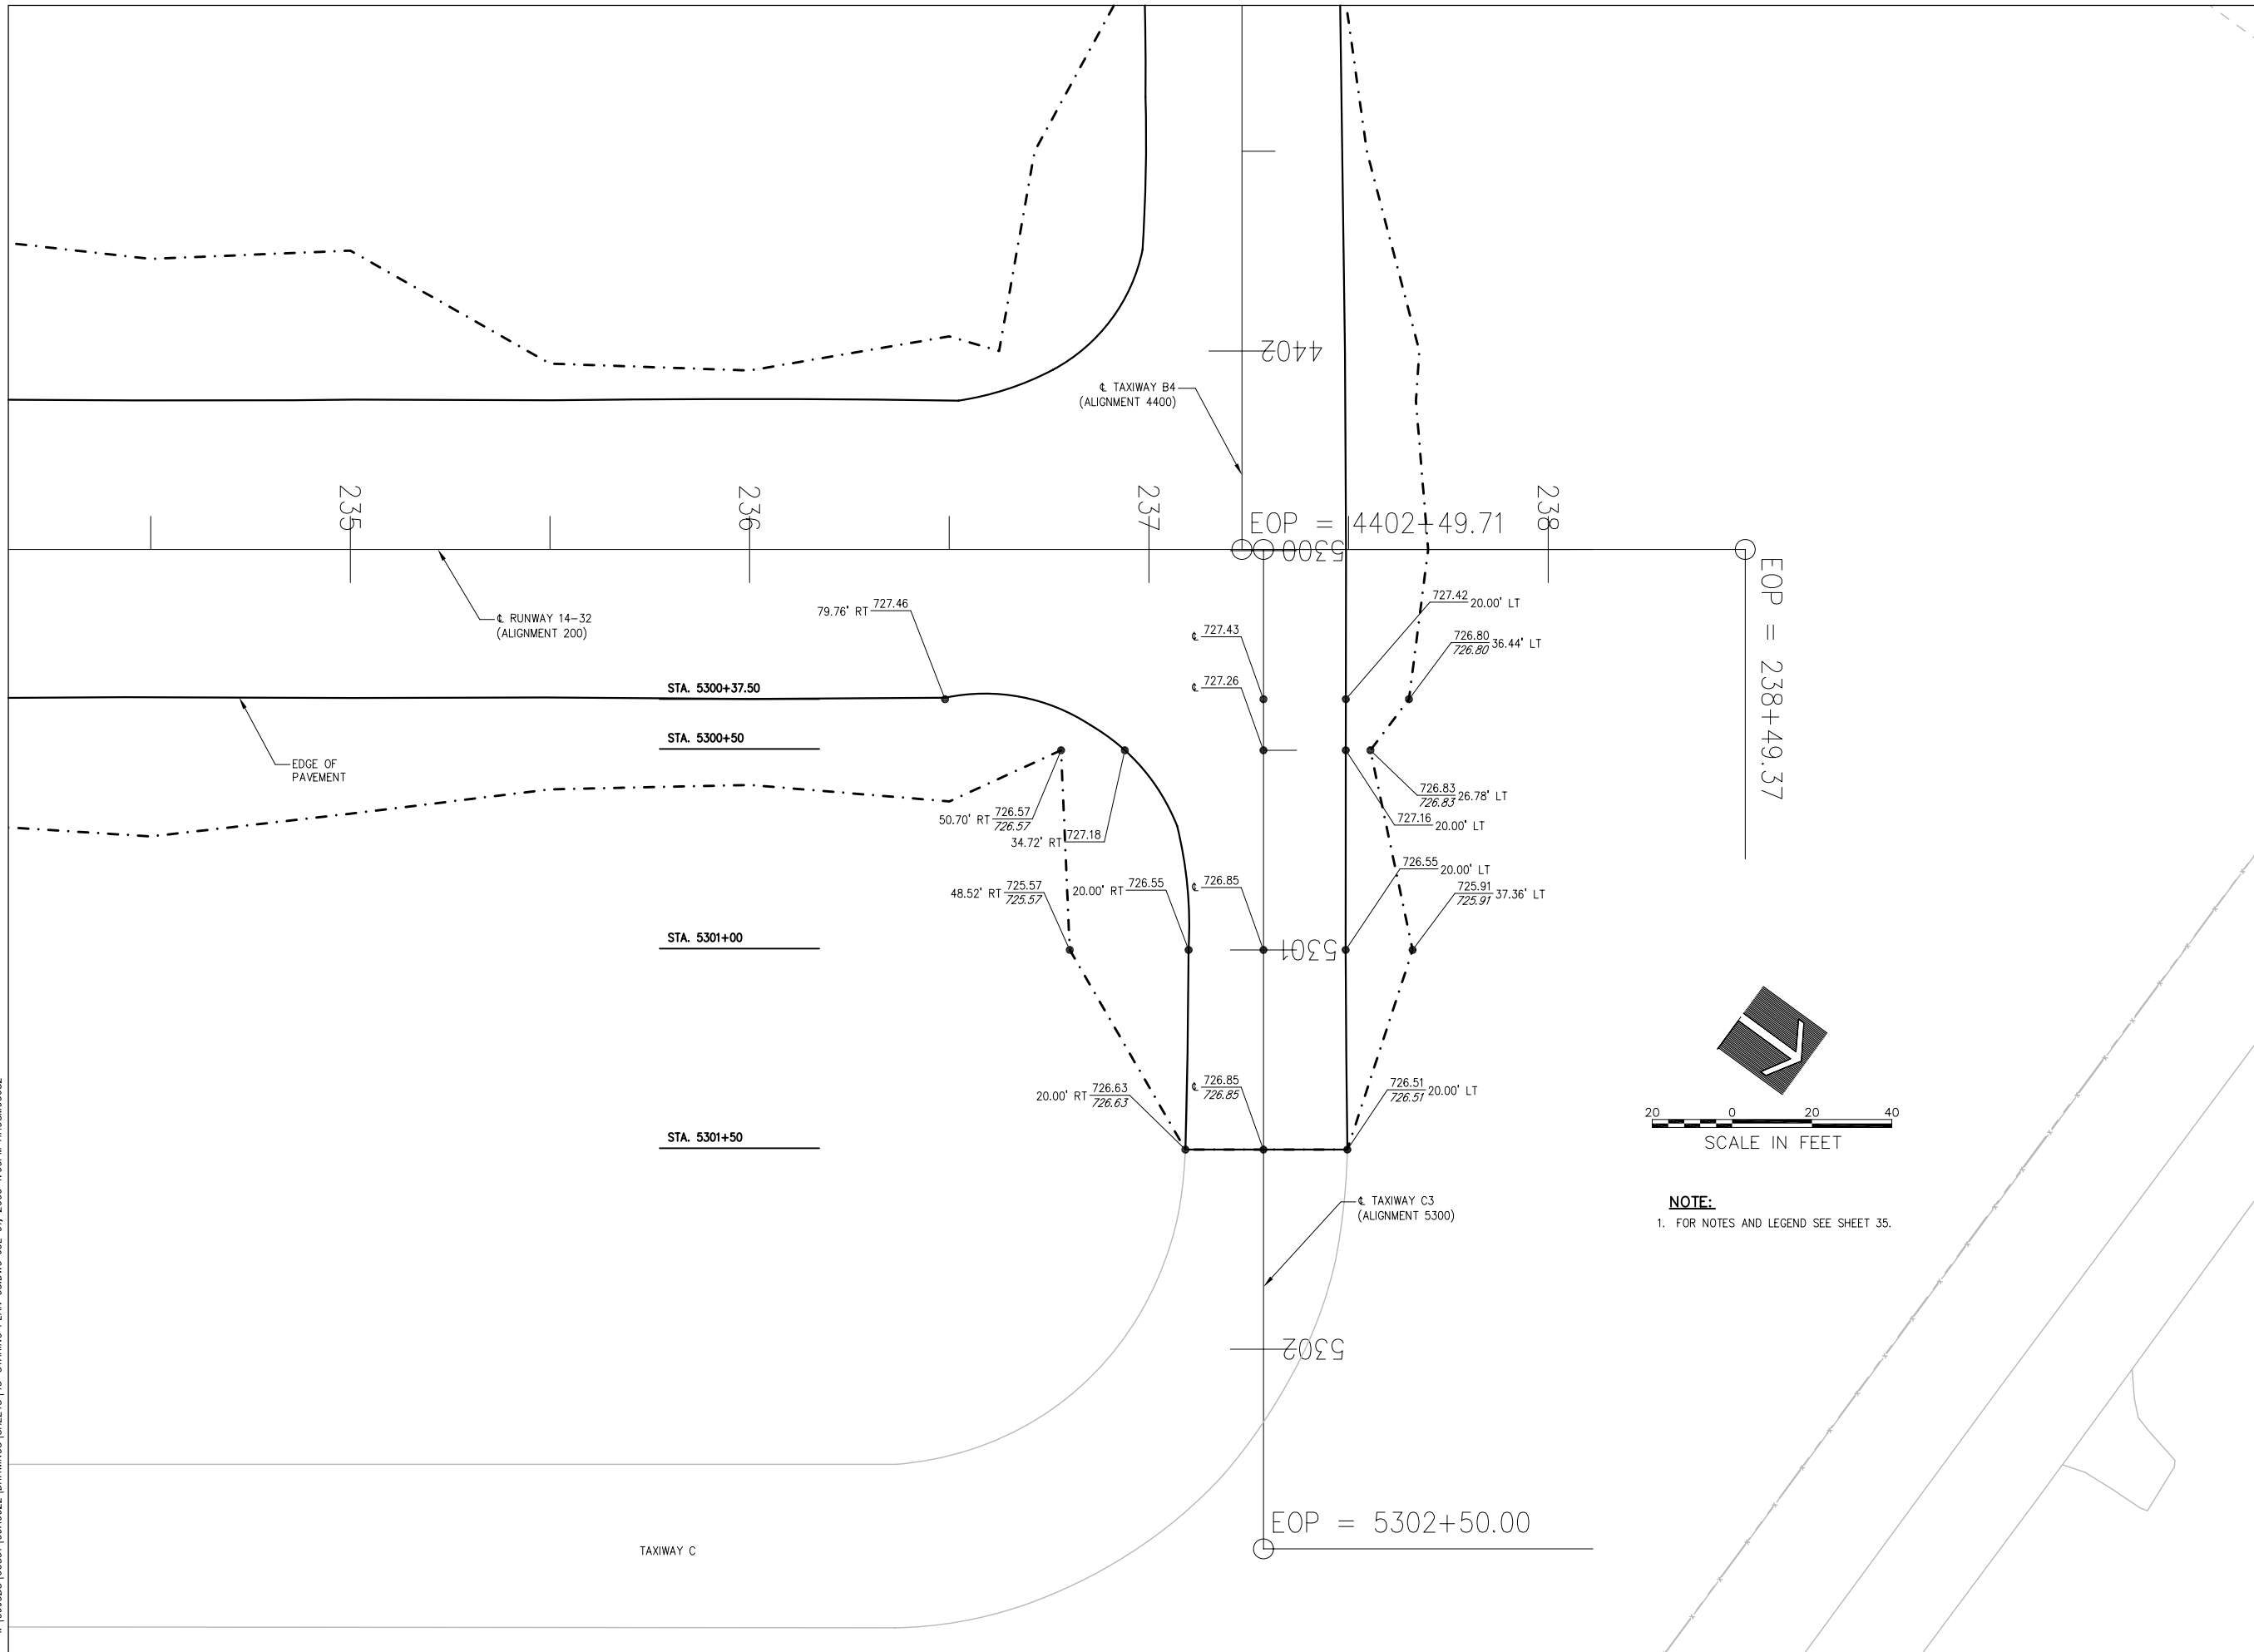 4402
℄ TAXIWAY B4
(ALIGNMENT 4400)
235
236
237
238
EOP = 4402+49.71
5300
EOP = 238+49.37
℄ RUNWAY 14-32
(ALIGNMENT 200)
79.76' RT 727.46
℄ 727.43
727.42 20.00' LT
726.80
726.80 36.44' LT
℄ 727.26
STA. 5300+37.50
STA. 5300+50
EDGE OF
PAVEMENT
726.83
726.83 26.78' LT
727.16 20.00' LT
50.70' RT 726.57
726.57
34.72' RT 727.18
726.55 20.00' LT
48.52' RT 725.57
725.57
20.00' RT 726.55
℄ 726.85
725.91
725.91 37.36' LT
STA. 5301+00
5301
20.00' RT 726.63
726.63
℄ 726.85
726.85
726.51
726.51 20.00' LT
STA. 5301+50
20 0 20 40
SCALE IN FEET
℄ TAXIWAY C3
(ALIGNMENT 5300)
NOTE:
1. FOR NOTES AND LEGEND SEE SHEET 35.
5302
EOP = 5302+50.00
TAXIWAY C